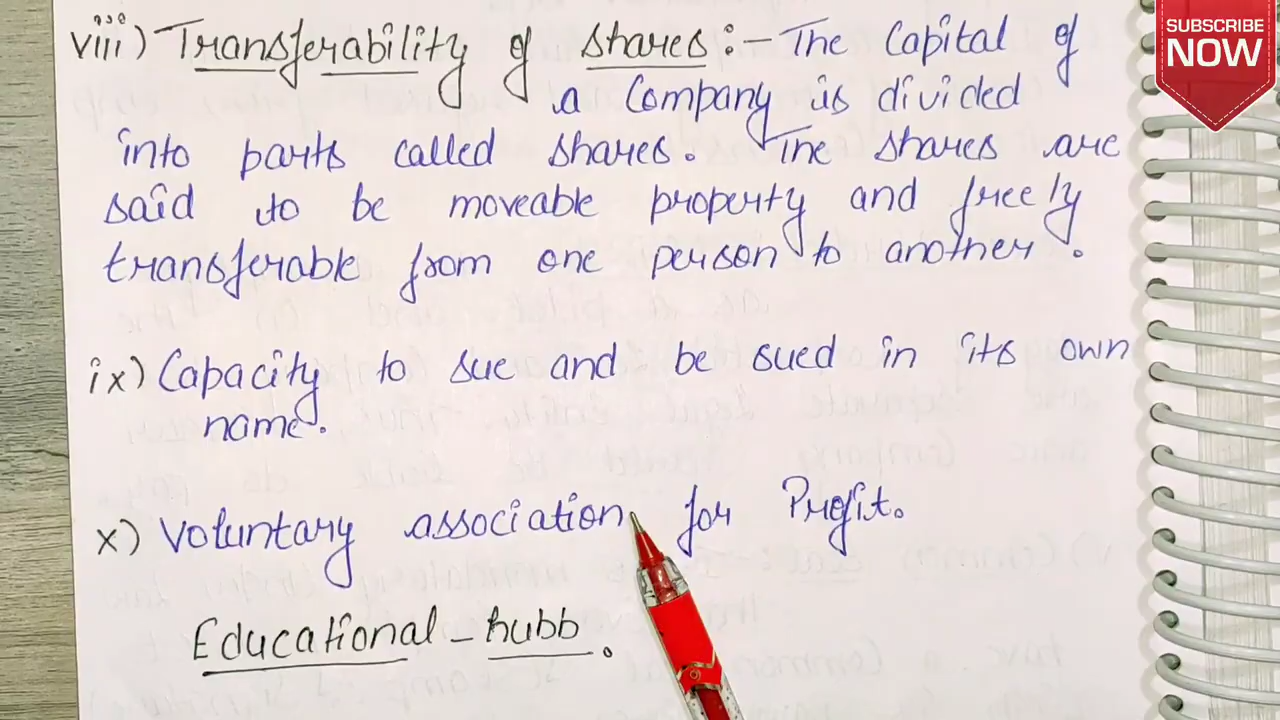 SUBSCRIBE
NOW
viii) Transferability of shares :- The Capital of
a Company is divided
into parts called shares. The shares are
said to be moveable property and freely
transferable from one person to another.
ix) Capacity to sue and be sued in its own
name.
x) Voluntary association for Profit.
Educational - hubb.